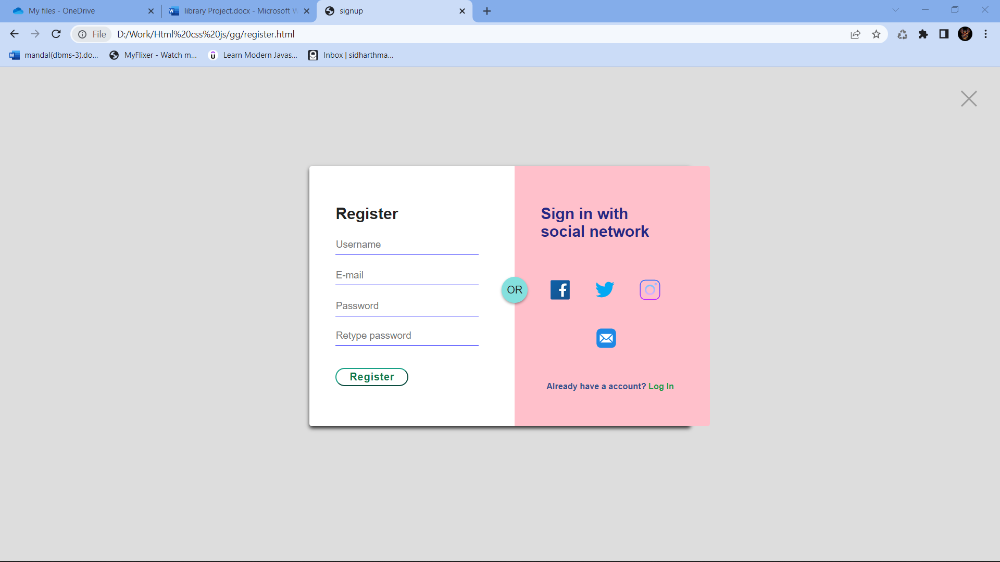 My files - OneDrive
library Project.docx - Microsoft W
signup
File
D:/Work/Html%20css%20js/gg/register.html
mandal(dbms-3).do...
MyFlixer - Watch m...
Learn Modern Javas...
Inbox | sidharthma...
Register
Username
E-mail
Password
Retype password
Register
OR
Sign in with
social network
Already have a account? Log In